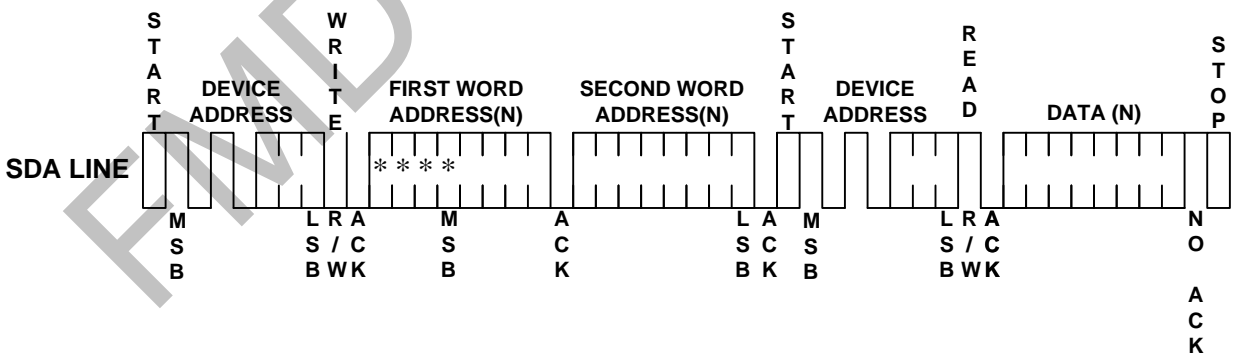 START
WRITE
START
READ
STOP
DEVICE
ADDRESS
FIRST WORD
ADDRESS(N)
SECOND WORD
ADDRESS(N)
DEVICE
ADDRESS
DATA (N)
SDA LINE
* * * *
MSB
LSB
R/W
ACK
MSB
ACK
LSB
ACK
MSB
LSB
R/W
ACK
NO ACK
FMD